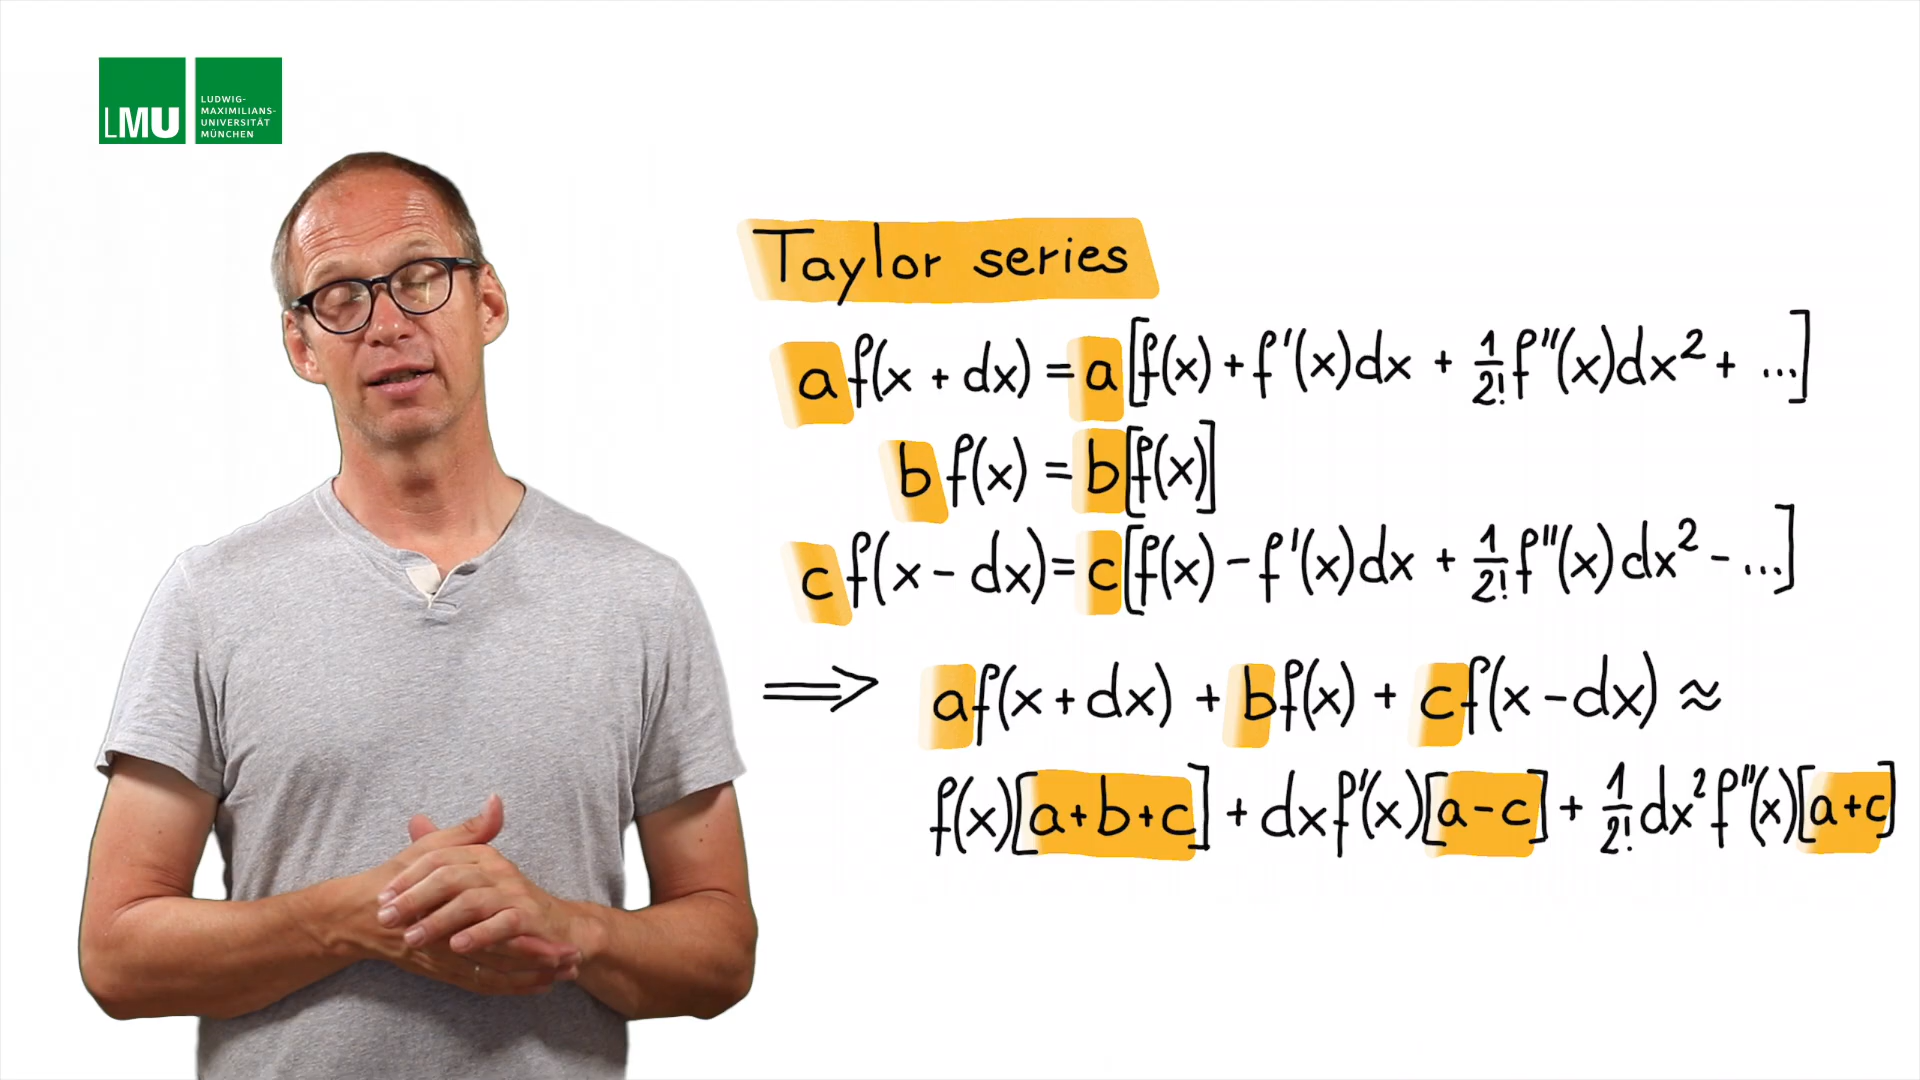 LMU
LUDWIG-
MAXIMILIANS-
UNIVERSITÄT
MÜNCHEN
Taylor series
a f(x + dx) = a [f(x) + f'(x)dx + 1/2! f''(x)dx² + ...]
b f(x) = b [f(x)]
c f(x - dx) = c [f(x) - f'(x)dx + 1/2! f''(x)dx² - ...]
⟹ a f(x + dx) + b f(x) + c f(x - dx) ≈
f(x)[a+b+c] + dx f'(x)[a-c] + 1/2! dx² f''(x)[a+c]